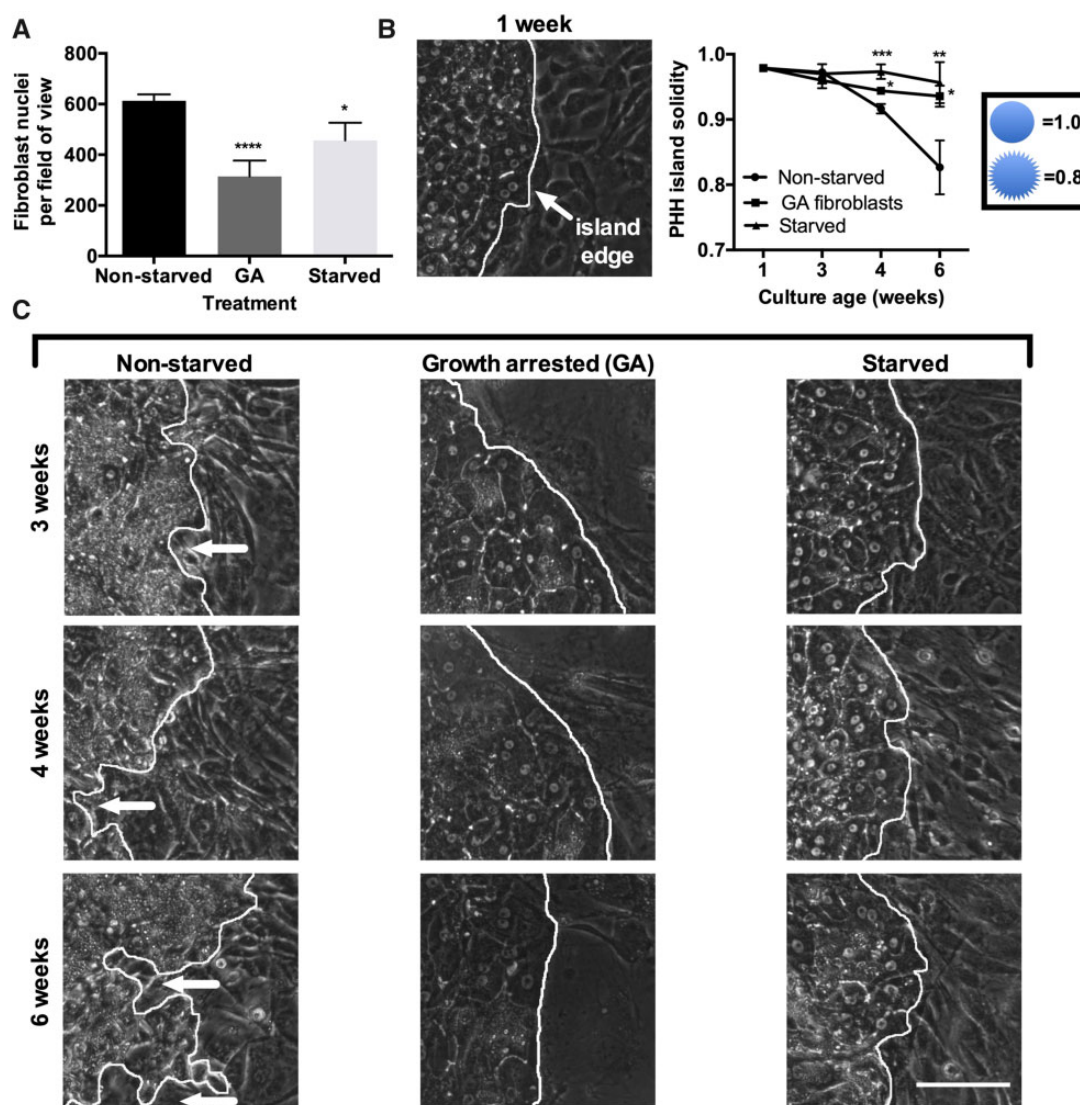 A
Fibroblast nuclei
per field of view
800
600
400
200
0
****
*
Non-starved GA Starved
Treatment
B
1 week
island
edge
PHH island solidity
1.0
0.9
0.8
0.7
***
**
*
*
Non-starved
GA fibroblasts
Starved
1 3 4 6
Culture age (weeks)
=1.0
=0.8
C
Non-starved Growth arrested (GA) Starved
3 weeks
4 weeks
6 weeks